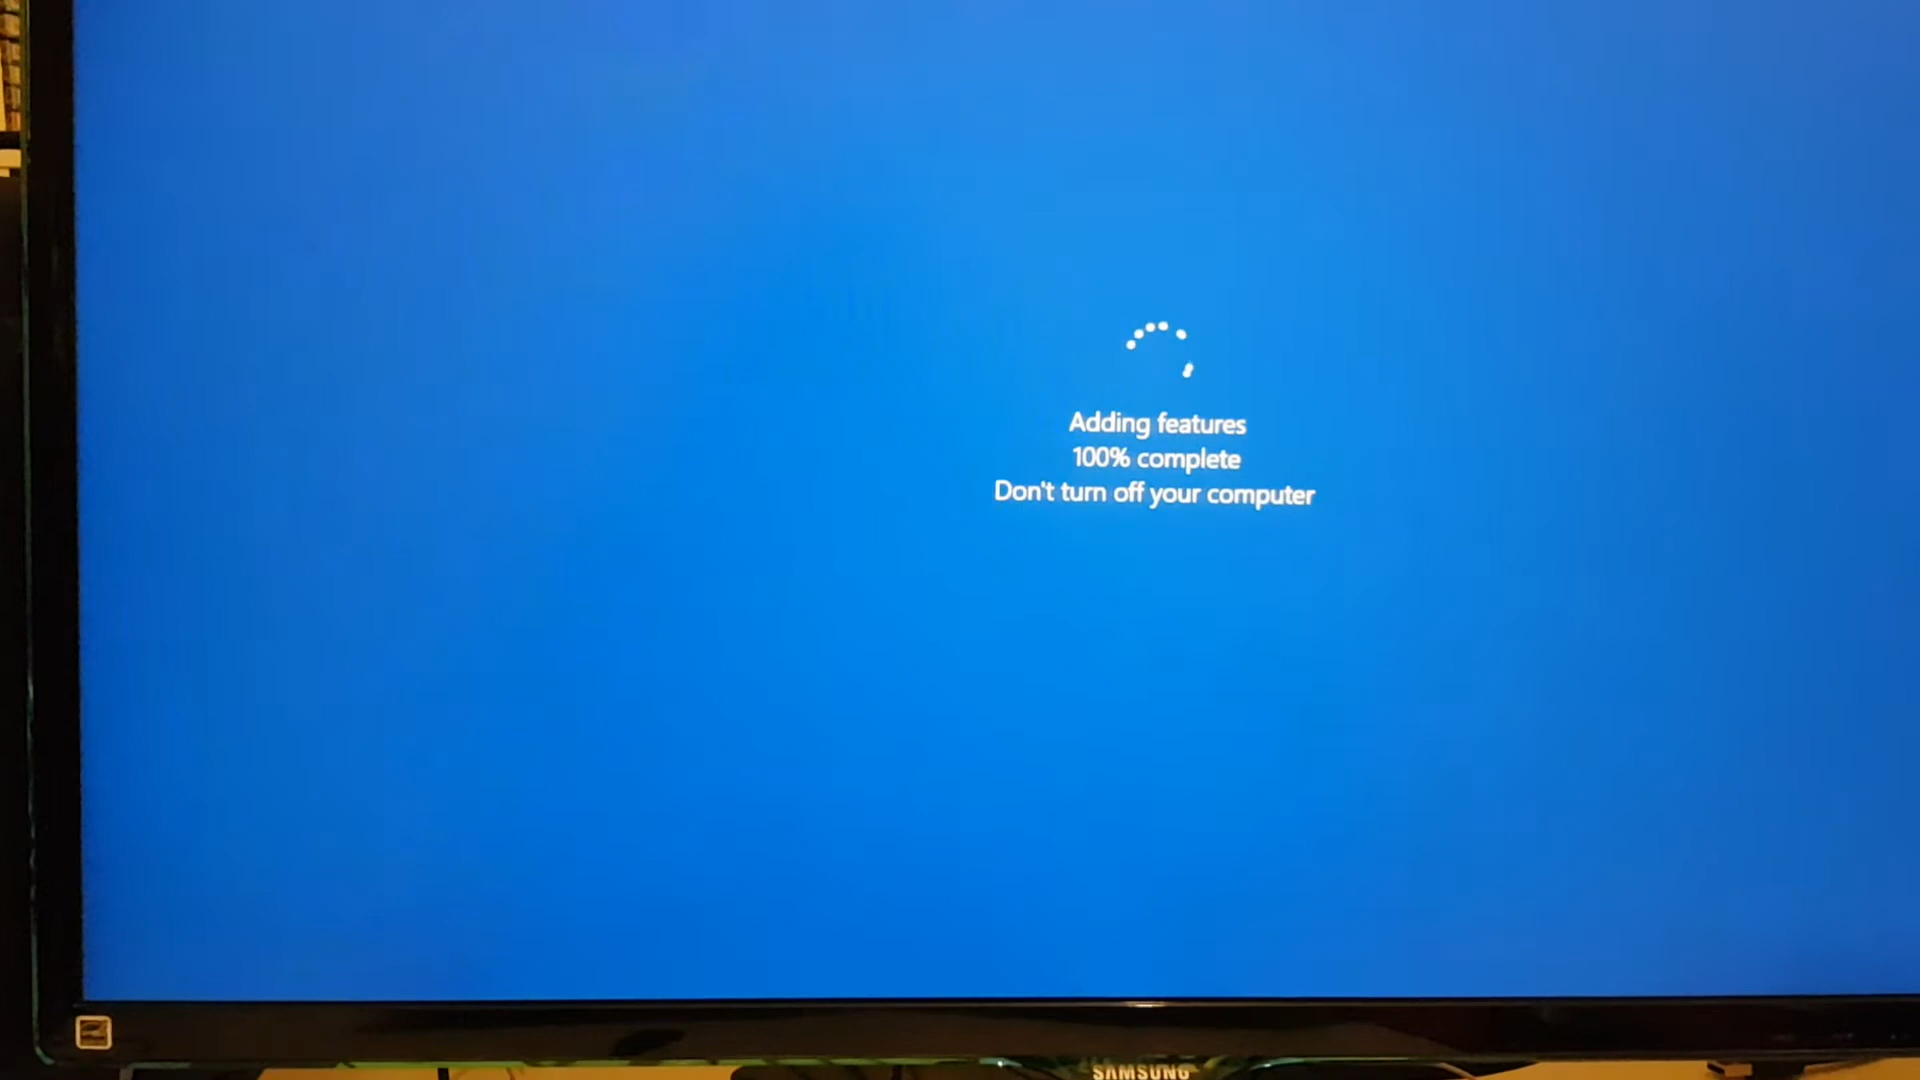 Adding features
100% complete
Don't turn off your computer
SAMSUNG